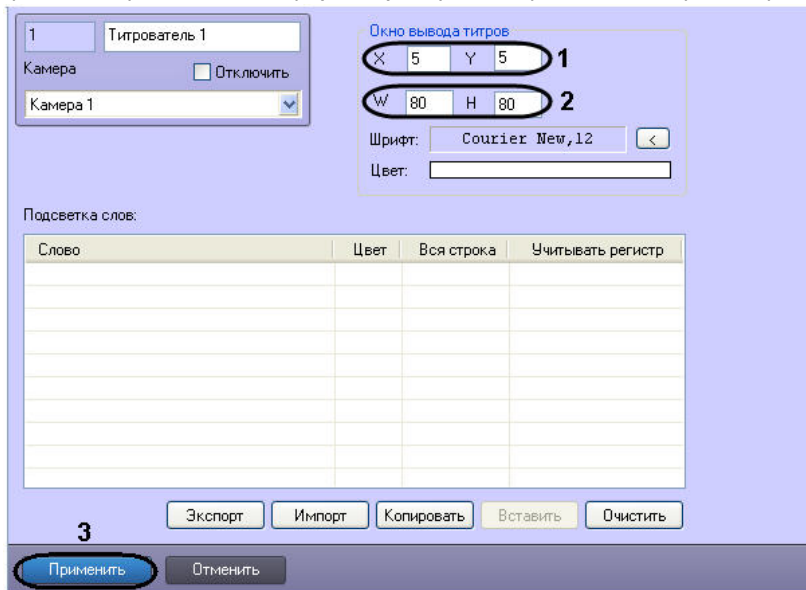 1 Титрователь 1
Камера Отключить
Камера 1
Окно вывода титров
X 5 Y 5 1
W 80 H 80 2
Шрифт: Courier New,12 <
Цвет:
Подсветка слов:
Слово Цвет Вся строка Учитывать регистр
Экспорт Импорт Копировать Вставить Очистить
3
Применить Отменить